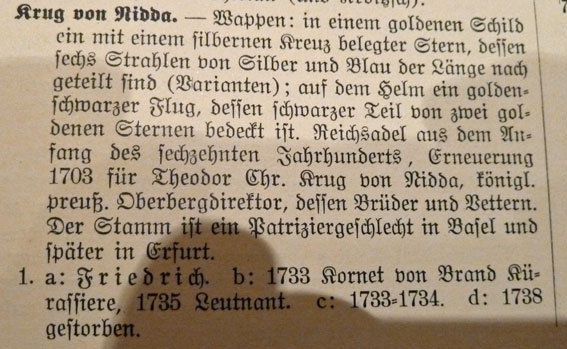 Krug von Nidda. — Wappen: in einem goldenen Schild
ein mit einem silbernen Kreuz belegter Stern, dessen
sechs Strahlen von Silber und Blau der Länge nach
geteilt sind (Varianten); auf dem Helm ein golden-
schwarzer Flug, dessen schwarzer Teil von zwei gol-
denen Sternen bedeckt ist. Reichsadel aus dem An-
fang des sechzehnten Jahrhunderts, Erneuerung
1703 für Theodor Chr. Krug von Nidda, königl.
preuß. Oberbergdirektor, dessen Brüder und Vettern.
Der Stamm ist ein Patriziergeschlecht in Basel und
später in Erfurt.
1. a: Friedrich. b: 1733 Kornet von Brand Kü-
rassiere, 1735 Leutnant. c: 1733-1734. d: 1738
gestorben.